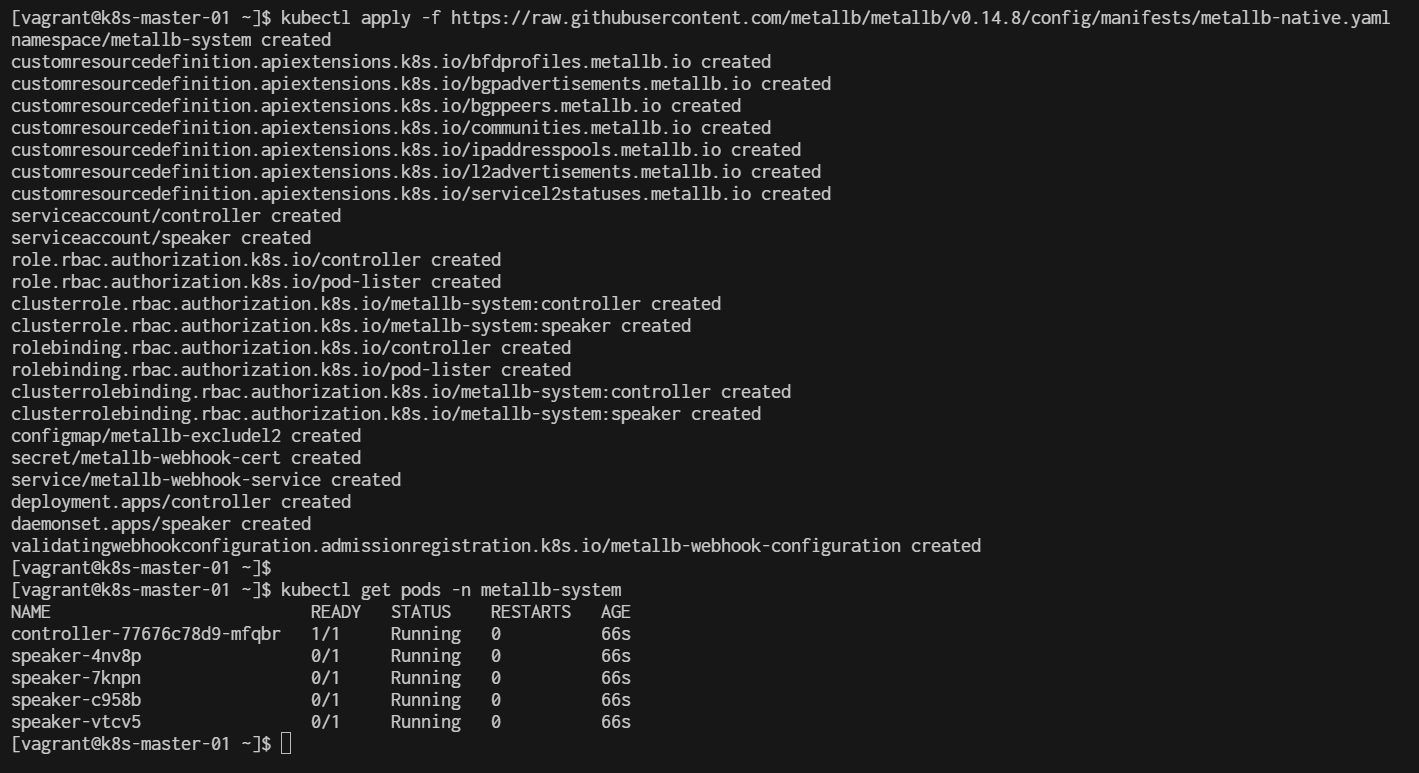 [vagrant@k8s-master-01 ~]$ kubectl apply -f https://raw.githubusercontent.com/metallb/metallb/v0.14.8/config/manifests/metallb-native.yaml
namespace/metallb-system created
customresourcedefinition.apiextensions.k8s.io/bfdprofiles.metallb.io created
customresourcedefinition.apiextensions.k8s.io/bgpadvertisements.metallb.io created
customresourcedefinition.apiextensions.k8s.io/bgppeers.metallb.io created
customresourcedefinition.apiextensions.k8s.io/communities.metallb.io created
customresourcedefinition.apiextensions.k8s.io/ipaddresspools.metallb.io created
customresourcedefinition.apiextensions.k8s.io/l2advertisements.metallb.io created
customresourcedefinition.apiextensions.k8s.io/servicel2statuses.metallb.io created
serviceaccount/controller created
serviceaccount/speaker created
role.rbac.authorization.k8s.io/controller created
role.rbac.authorization.k8s.io/pod-lister created
clusterrole.rbac.authorization.k8s.io/metallb-system:controller created
clusterrole.rbac.authorization.k8s.io/metallb-system:speaker created
rolebinding.rbac.authorization.k8s.io/controller created
rolebinding.rbac.authorization.k8s.io/pod-lister created
clusterrolebinding.rbac.authorization.k8s.io/metallb-system:controller created
clusterrolebinding.rbac.authorization.k8s.io/metallb-system:speaker created
configmap/metallb-excludel2 created
secret/metallb-webhook-cert created
service/metallb-webhook-service created
deployment.apps/controller created
daemonset.apps/speaker created
validatingwebhookconfiguration.admissionregistration.k8s.io/metallb-webhook-configuration created
[vagrant@k8s-master-01 ~]$
[vagrant@k8s-master-01 ~]$ kubectl get pods -n metallb-system
NAME                          READY   STATUS    RESTARTS   AGE
controller-77676c78d9-mfqbr   1/1     Running   0          66s
speaker-4nv8p                 0/1     Running   0          66s
speaker-7knpn                 0/1     Running   0          66s
speaker-c958b                 0/1     Running   0          66s
speaker-vtcv5                 0/1     Running   0          66s
[vagrant@k8s-master-01 ~]$